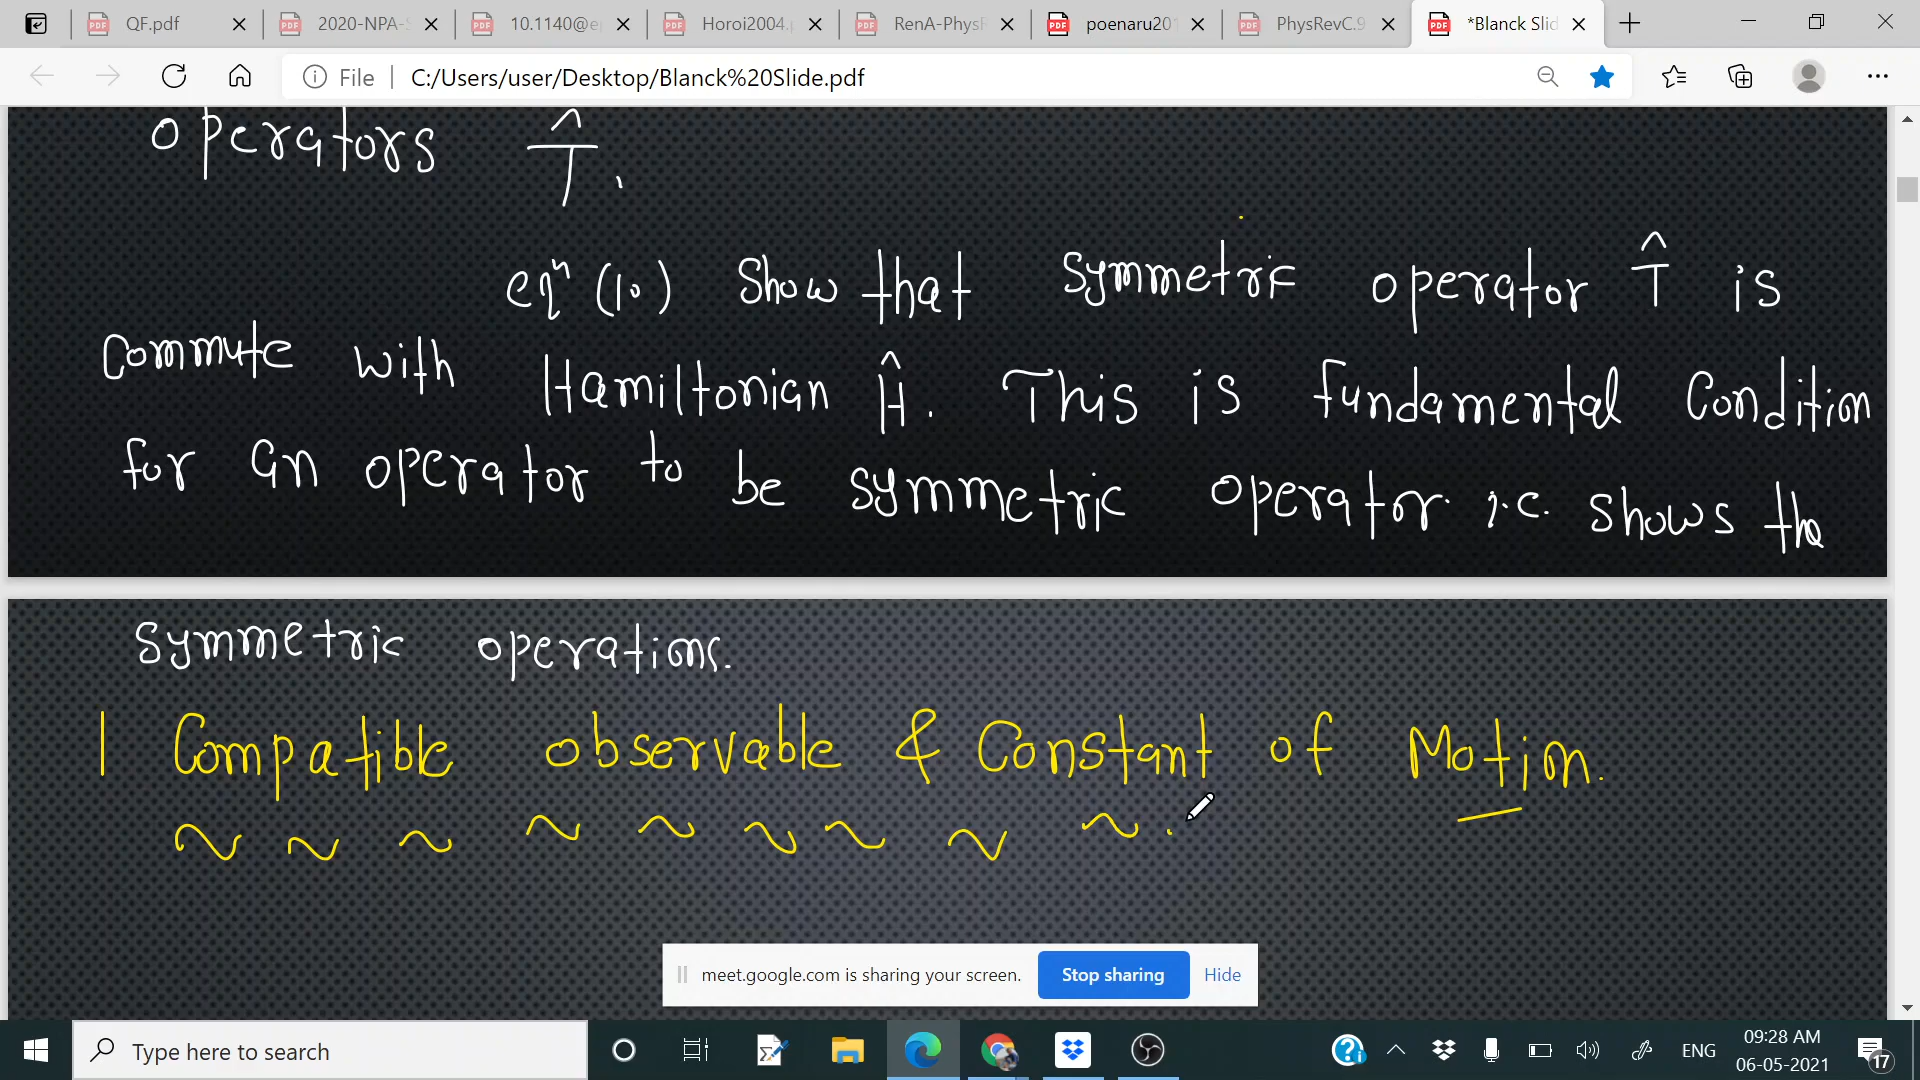 QF.pdf
2020-NPA-S
10.1140@e
Horoi2004.
RenA-PhysR
poenaru201
PhysRevC.9
*Blanck Slid
File
C:/Users/user/Desktop/Blanck%20Slide.pdf
operators T̂.
eqⁿ (10) Show that symmetric operator T̂ is
Commute with Hamiltonian Ĥ. This is fundamental Condition
for an operator to be symmetric operator i.e. shows the
symmetric operations.
1 Compatible observable & Constant of Motion.
meet.google.com is sharing your screen. Stop sharing Hide
Type here to search
ENG
09:28 AM
06-05-2021
17